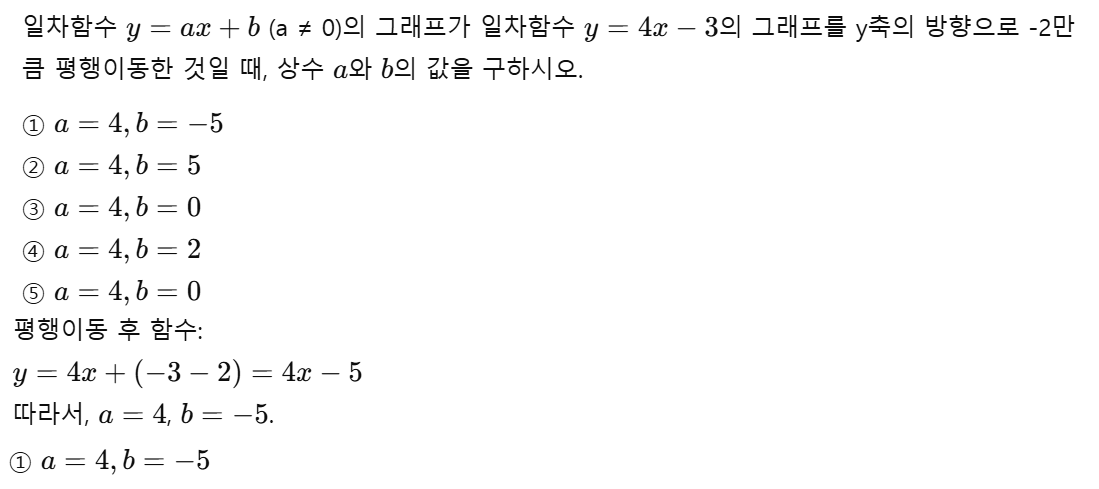 일차함수 y = ax + b (a ≠ 0)의 그래프가 일차함수 y = 4x − 3의 그래프를 y축의 방향으로 -2만
큼 평행이동한 것일 때, 상수 a와 b의 값을 구하시오.
① a = 4, b = −5
② a = 4, b = 5
③ a = 4, b = 0
④ a = 4, b = 2
⑤ a = 4, b = 0
평행이동 후 함수:
y = 4x + (−3 − 2) = 4x − 5
따라서, a = 4, b = −5.
① a = 4, b = −5